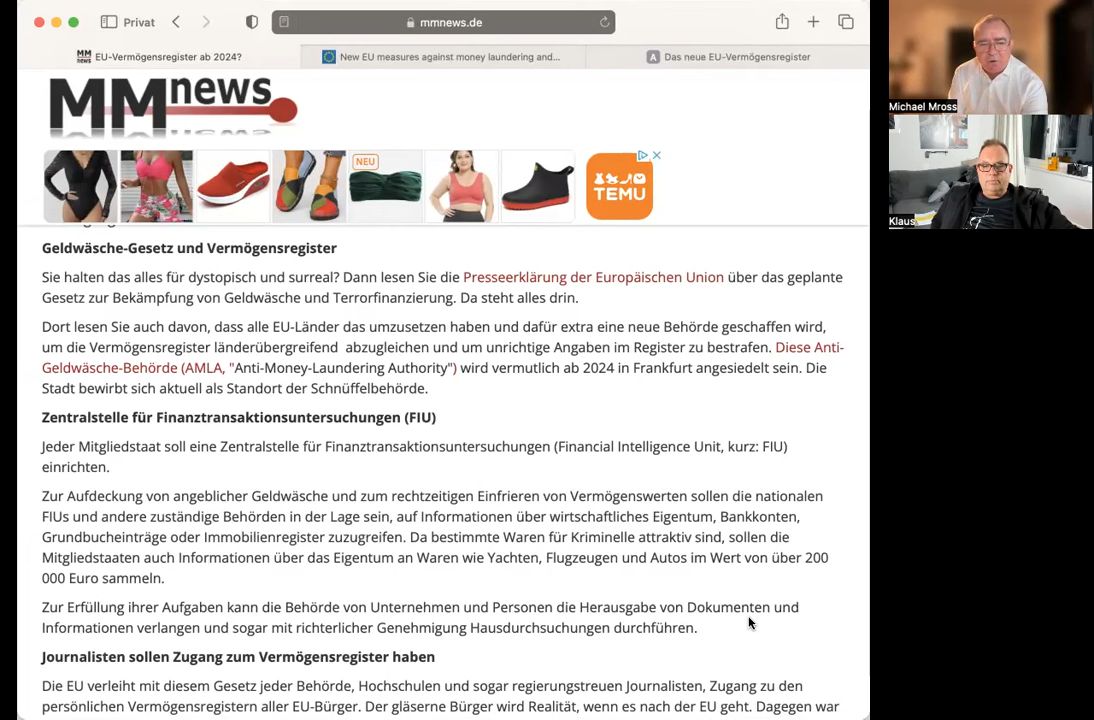 Privat
mmnews.de
EU-Vermögensregister ab 2024?
New EU measures against money laundering and...
A Das neue EU-Vermögensregister
MMnews
NEU
TEMU
Geldwäsche-Gesetz und Vermögensregister
Sie halten das alles für dystopisch und surreal? Dann lesen Sie die Presseerklärung der Europäischen Union über das geplante
Gesetz zur Bekämpfung von Geldwäsche und Terrorfinanzierung. Da steht alles drin.
Dort lesen Sie auch davon, dass alle EU-Länder das umzusetzen haben und dafür extra eine neue Behörde geschaffen wird,
um die Vermögensregister länderübergreifend abzugleichen und um unrichtige Angaben im Register zu bestrafen. Diese Anti-
Geldwäsche-Behörde (AMLA, "Anti-Money-Laundering Authority") wird vermutlich ab 2024 in Frankfurt angesiedelt sein. Die
Stadt bewirbt sich aktuell als Standort der Schnüffelbehörde.
Zentralstelle für Finanztransaktionsuntersuchungen (FIU)
Jeder Mitgliedstaat soll eine Zentralstelle für Finanztransaktionsuntersuchungen (Financial Intelligence Unit, kurz: FIU)
einrichten.
Zur Aufdeckung von angeblicher Geldwäsche und zum rechtzeitigen Einfrieren von Vermögenswerten sollen die nationalen
FIUs und andere zuständige Behörden in der Lage sein, auf Informationen über wirtschaftliches Eigentum, Bankkonten,
Grundbucheinträge oder Immobilienregister zuzugreifen. Da bestimmte Waren für Kriminelle attraktiv sind, sollen die
Mitgliedstaaten auch Informationen über das Eigentum an Waren wie Yachten, Flugzeugen und Autos im Wert von über 200
000 Euro sammeln.
Zur Erfüllung ihrer Aufgaben kann die Behörde von Unternehmen und Personen die Herausgabe von Dokumenten und
Informationen verlangen und sogar mit richterlicher Genehmigung Hausdurchsuchungen durchführen.
Journalisten sollen Zugang zum Vermögensregister haben
Die EU verleiht mit diesem Gesetz jeder Behörde, Hochschulen und sogar regierungstreuen Journalisten, Zugang zu den
persönlichen Vermögensregistern aller EU-Bürger. Der gläserne Bürger wird Realität, wenn es nach der EU geht. Dagegen war
Michael Mross
Klaus